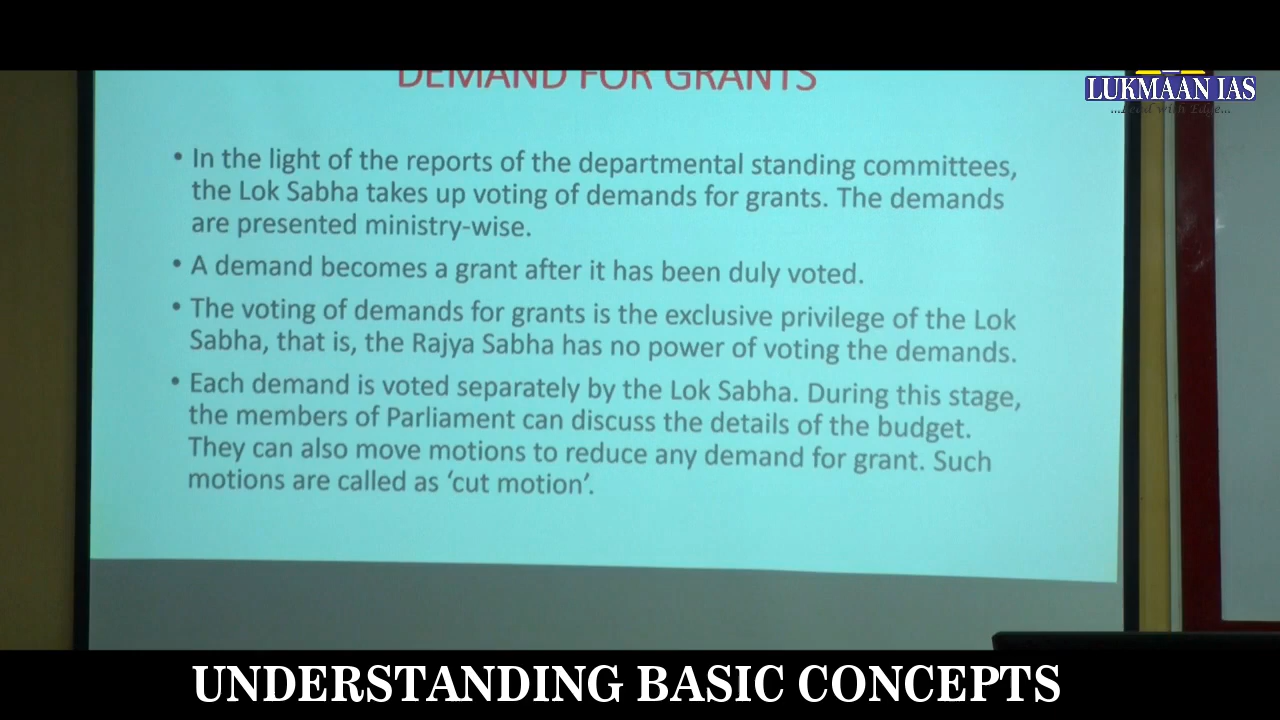 DEMAND FOR GRANTS
LUKMAAN IAS
...Lead with Edge...
• In the light of the reports of the departmental standing committees,
the Lok Sabha takes up voting of demands for grants. The demands
are presented ministry-wise.
• A demand becomes a grant after it has been duly voted.
• The voting of demands for grants is the exclusive privilege of the Lok
Sabha, that is, the Rajya Sabha has no power of voting the demands.
• Each demand is voted separately by the Lok Sabha. During this stage,
the members of Parliament can discuss the details of the budget.
They can also move motions to reduce any demand for grant. Such
motions are called as ‘cut motion’.
UNDERSTANDING BASIC CONCEPTS